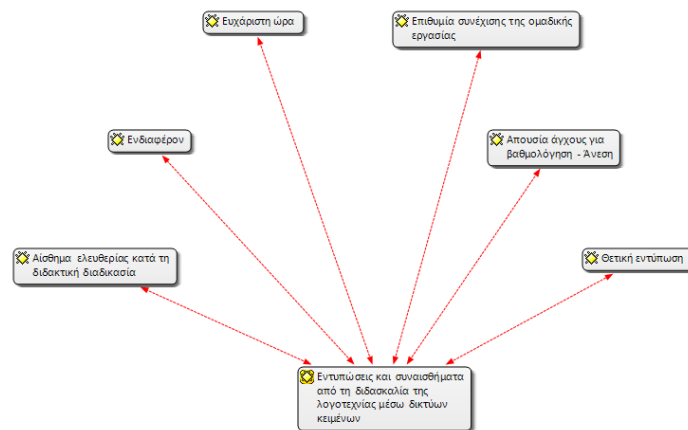 Ευχάριστη ώρα
Επιθυμία συνέχισης της ομαδικής
εργασίας
Ενδιαφέρον
Απουσία άγχους για
βαθμολόγηση - Άνεση
Αίσθημα ελευθερίας κατά τη
διδακτική διαδικασία
Θετική εντύπωση
Εντυπώσεις και συναισθήματα
από τη διδασκαλία της
λογοτεχνίας μέσω δικτύων
κειμένων